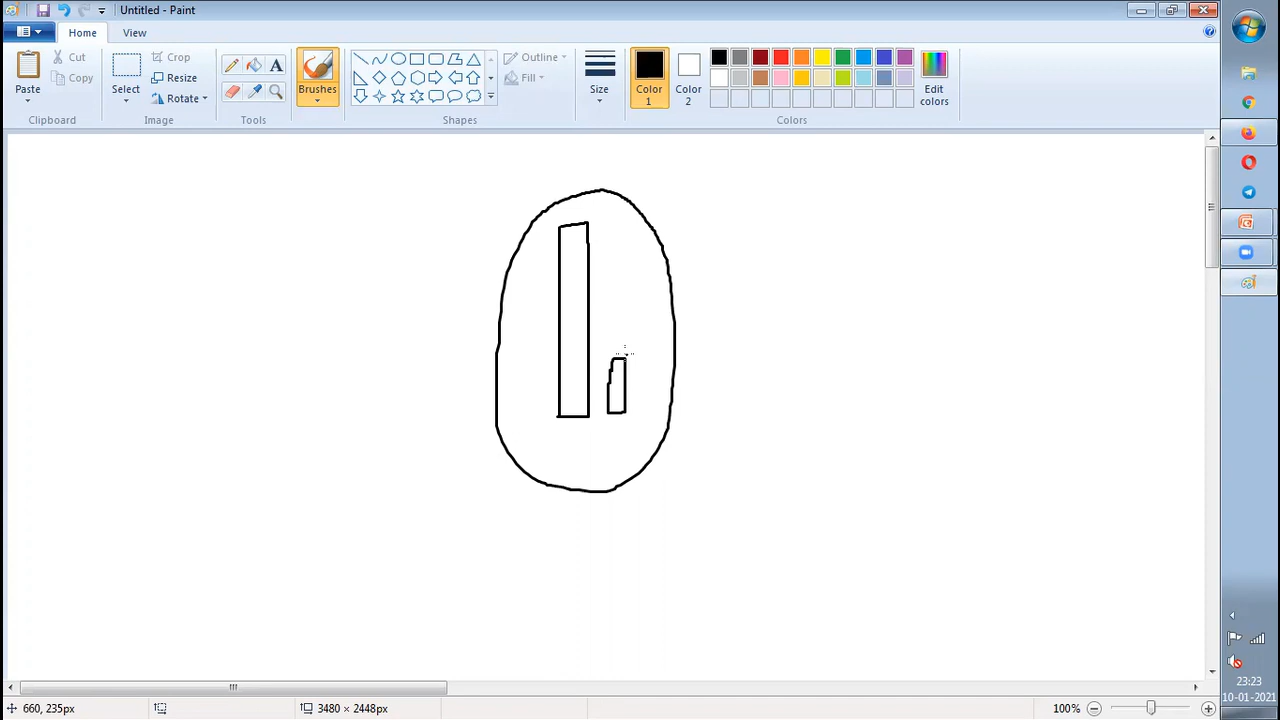 Untitled - Paint
Home
View
Paste
Cut
Copy
Clipboard
Select
Crop
Resize
Rotate
Image
A
Tools
Brushes
Outline
Fill
Shapes
Size
Color
1
Color
2
Edit
colors
Colors
660, 235px
3480 × 2448px
100%
23:23
10-01-2021